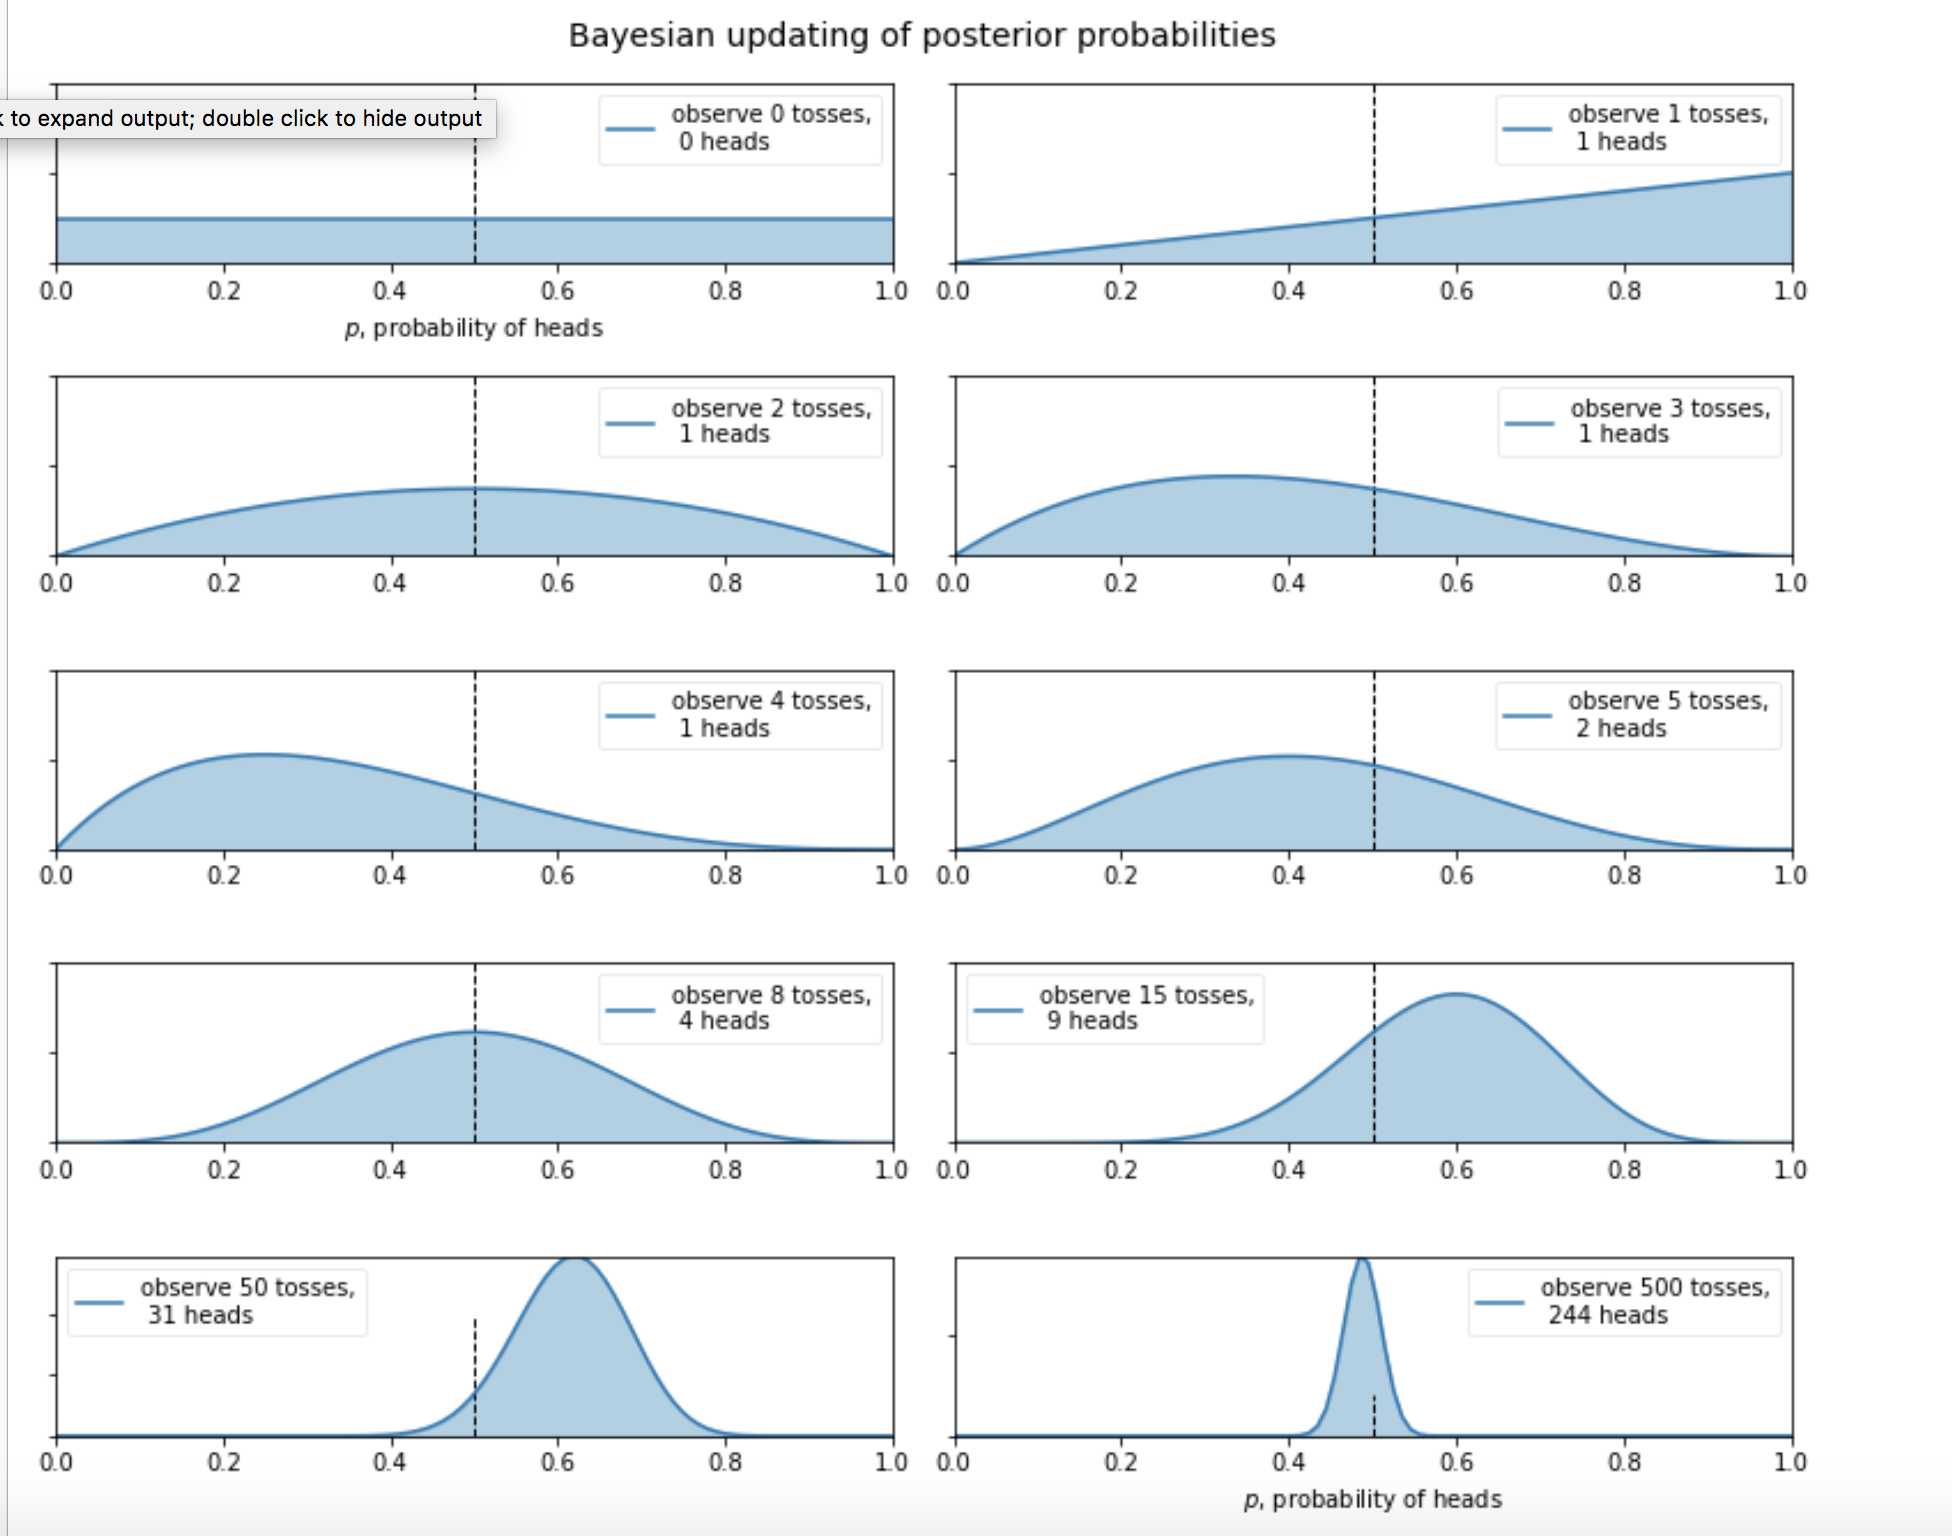 Bayesian updating of posterior probabilities
to expand output; double click to hide output
observe 0 tosses,
0 heads
0.0 0.2 0.4 0.6 0.8 1.0
p, probability of heads
observe 1 tosses,
1 heads
0.0 0.2 0.4 0.6 0.8 1.0
observe 2 tosses,
1 heads
0.0 0.2 0.4 0.6 0.8 1.0
observe 3 tosses,
1 heads
0.0 0.2 0.4 0.6 0.8 1.0
observe 4 tosses,
1 heads
0.0 0.2 0.4 0.6 0.8 1.0
observe 5 tosses,
2 heads
0.0 0.2 0.4 0.6 0.8 1.0
observe 8 tosses,
4 heads
0.0 0.2 0.4 0.6 0.8 1.0
observe 15 tosses,
9 heads
0.0 0.2 0.4 0.6 0.8 1.0
observe 50 tosses,
31 heads
0.0 0.2 0.4 0.6 0.8 1.0
observe 500 tosses,
244 heads
0.0 0.2 0.4 0.6 0.8 1.0
p, probability of heads